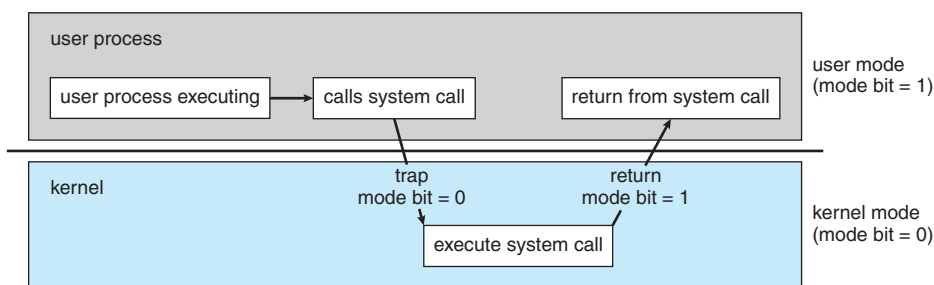 user process
user process executing
calls system call
return from system call
user mode
(mode bit = 1)
kernel
trap
mode bit = 0
return
mode bit = 1
execute system call
kernel mode
(mode bit = 0)